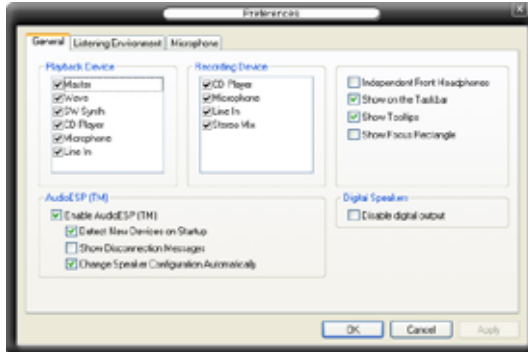 Preferences
General
Listening Environment
Microphone
Playback Device
Master
Wave
SW Synth
CD Player
Microphone
Line In
Recording Device
CD Player
Microphone
Line In
Stereo Mix
Independent Front Headphones
Show on the Taskbar
Show Tooltips
Show Focus Rectangle
AudioESP (TM)
Enable AudioESP (TM)
Detect New Devices on Startup
Show Disconnection Messages
Change Speaker Configuration Automatically
Digital Speakers
Disable digital output
OK
Cancel
Apply